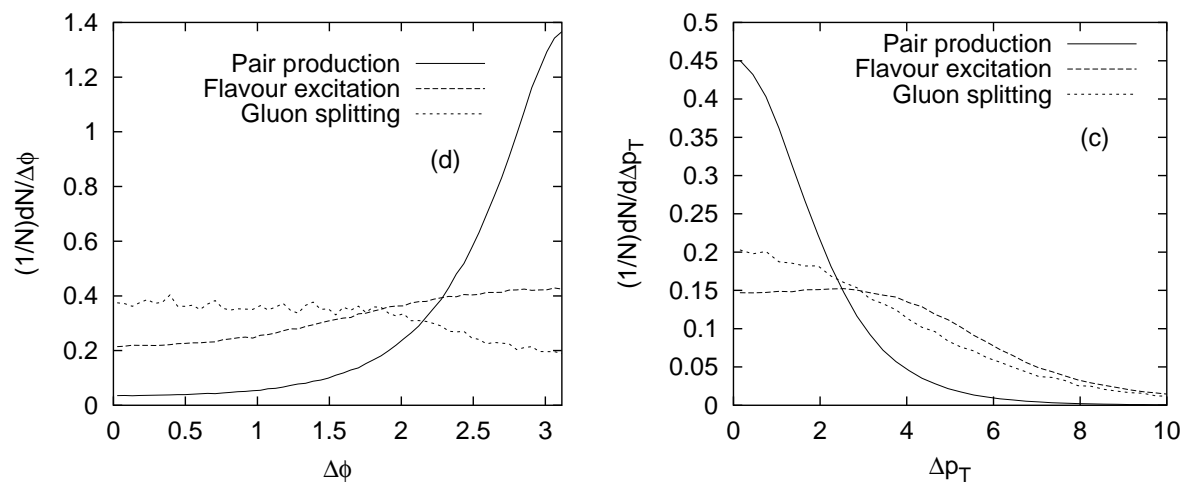 (1/N)dN/Δϕ
1.4
1.2
1
0.8
0.6
0.4
0.2
0
Pair production
Flavour excitation
Gluon splitting
(d)
0 0.5 1 1.5 2 2.5 3
Δϕ
(1/N)dN/dΔpT
0.5
0.45
0.4
0.35
0.3
0.25
0.2
0.15
0.1
0.05
0
Pair production
Flavour excitation
Gluon splitting
(c)
0 2 4 6 8 10
ΔpT